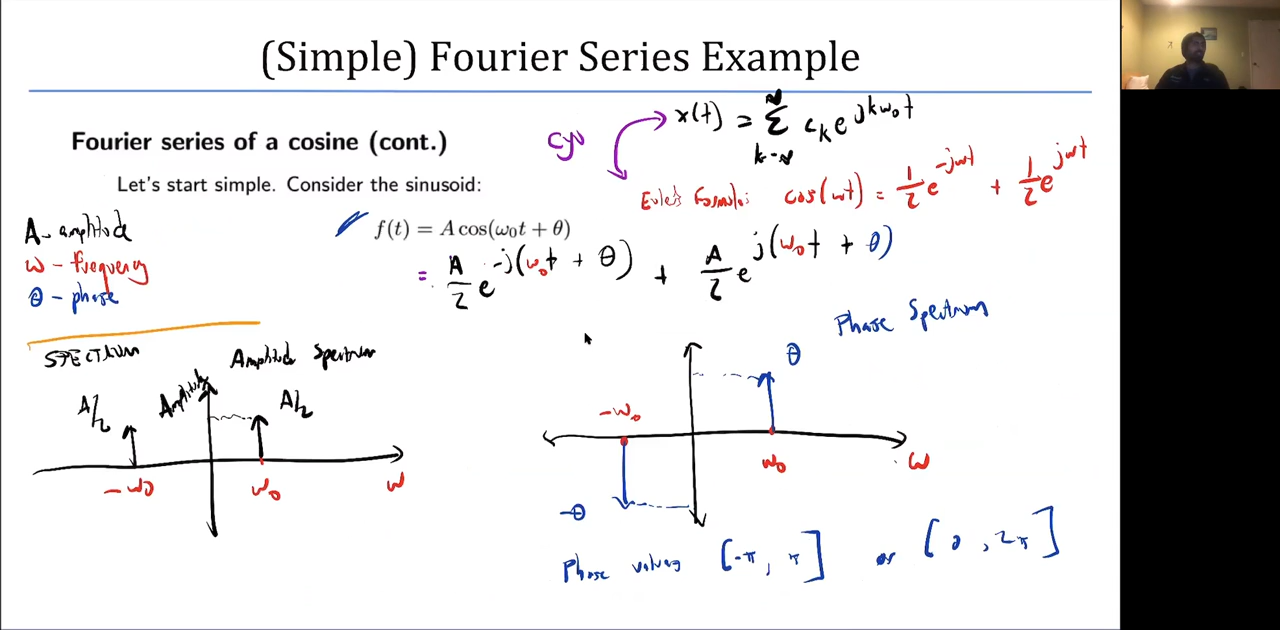 (Simple) Fourier Series Example
x(t) = Σ c_k e^{jkω₀t}
k=-∞
∞
Fourier series of a cosine (cont.)
Let's start simple. Consider the sinusoid:
Euler's Formula: cos(ωt) = 1/2 e^{-jωt} + 1/2 e^{jωt}
A - amplitude
f(t) = A cos(ω₀t + θ)
ω - frequency
= A/2 e^{-j(ω₀t + θ)} + A/2 e^{j(ω₀t + θ)}
θ - phase
SPECTRUM
Amplitude Spectrum
Amplitude
A/2
A/2
-ω₀
ω₀
ω
Phase Spectrum
θ
-ω₀
ω₀
ω
-θ
Phase values [-π, π] or [0, 2π]